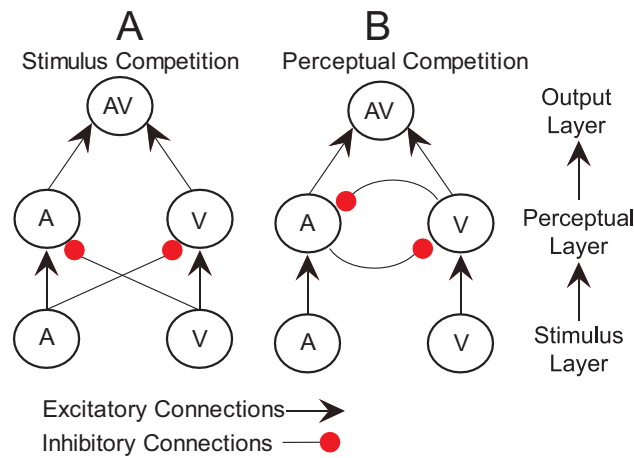 A
B
Stimulus Competition
Perceptual Competition
AV
AV
Output
Layer
A
V
A
V
Perceptual
Layer
A
V
A
V
Stimulus
Layer
Excitatory Connections
Inhibitory Connections